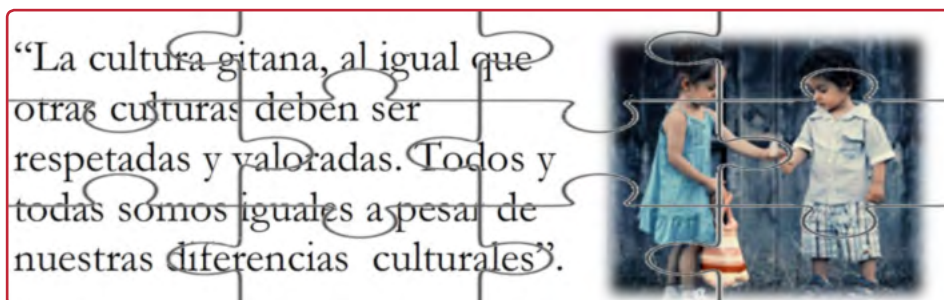 “La cultura gitana, al igual que
otras culturas deben ser
respetadas y valoradas. Todos y
todas somos iguales a pesar de
nuestras diferencias culturales”.